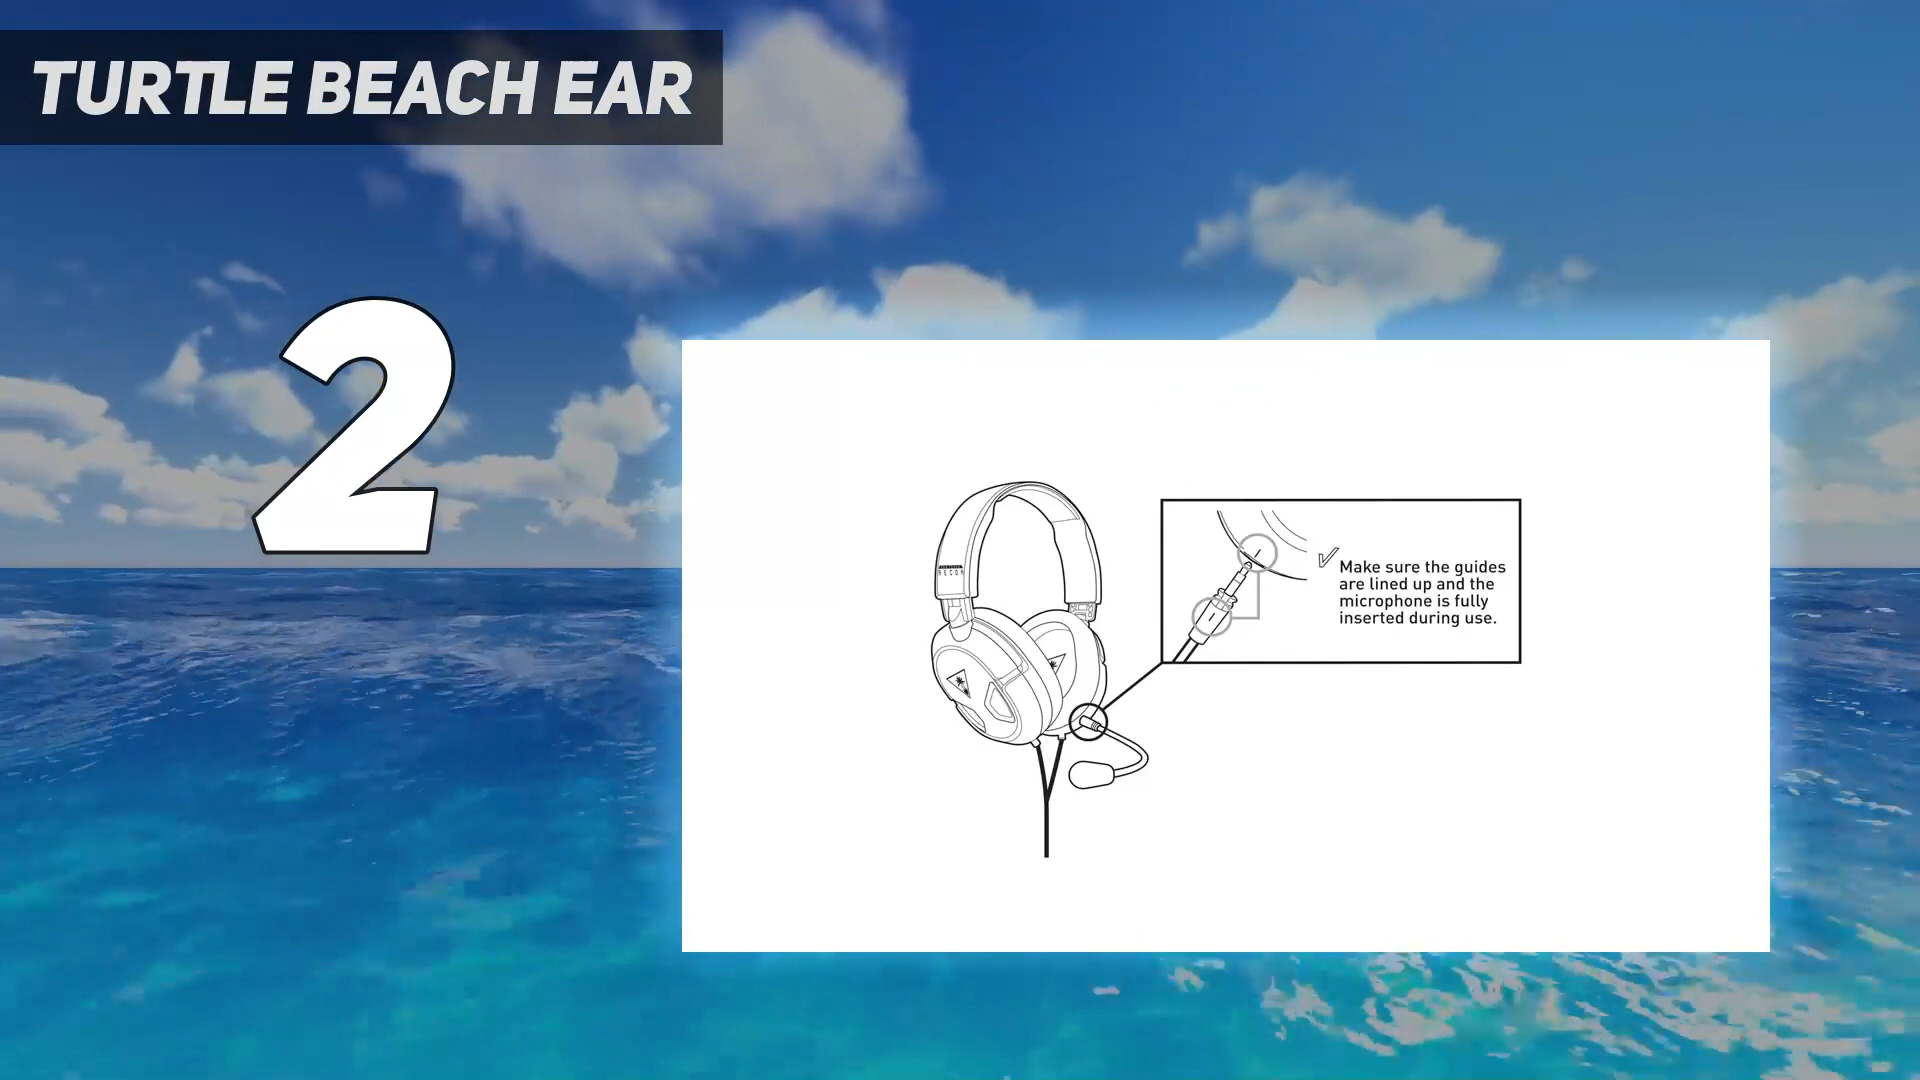 TURTLE BEACH EAR
2
RECON
Make sure the guides
are lined up and the
microphone is fully
inserted during use.